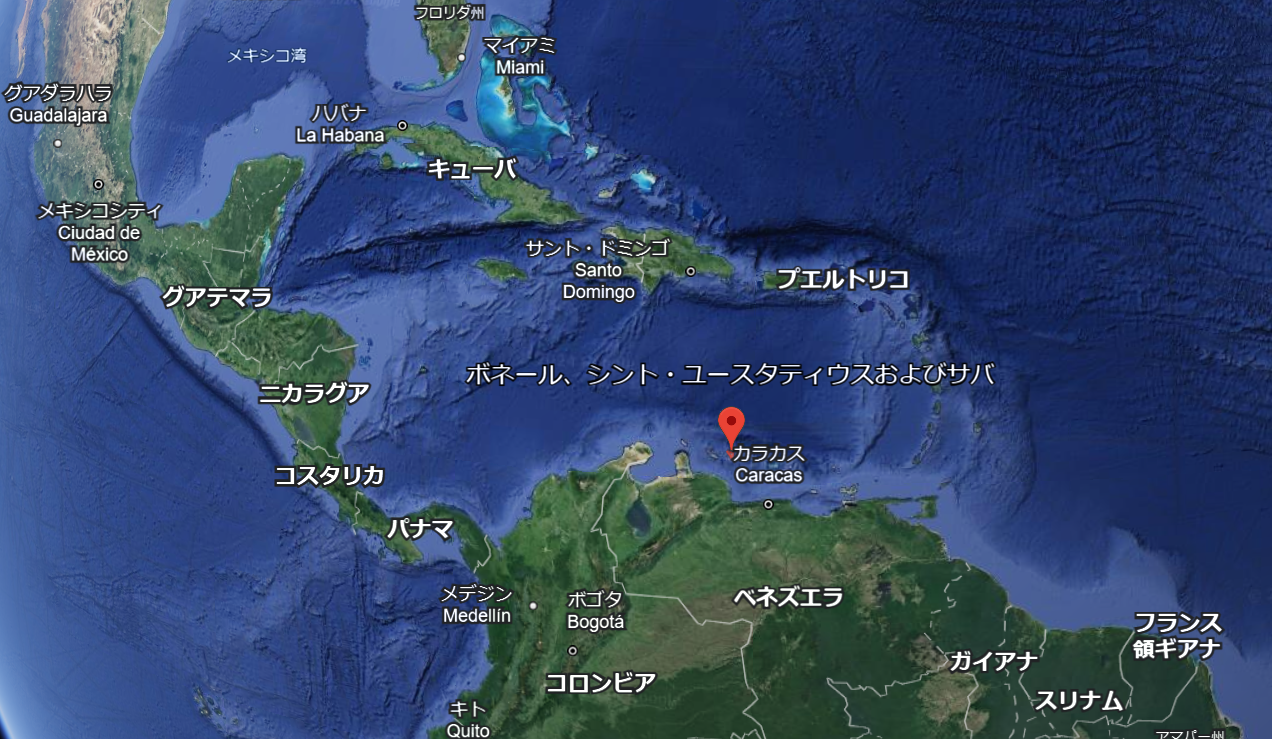 フロリダ州
メキシコ湾
マイアミ
Miami
グアダラハラ
Guadalajara
ハバナ
La Habana
キューバ
メキシコシティ
Ciudad de
México
サント・ドミンゴ
Santo
Domingo
プエルトリコ
グアテマラ
ボネール、シント・ユースタティウスおよびサバ
ニカラグア
カラカス
Caracas
コスタリカ
パナマ
メデジン
Medellín
ボゴタ
Bogotá
ベネズエラ
フランス
領ギアナ
ガイアナ
コロンビア
スリナム
キト
Quito
アマパー州